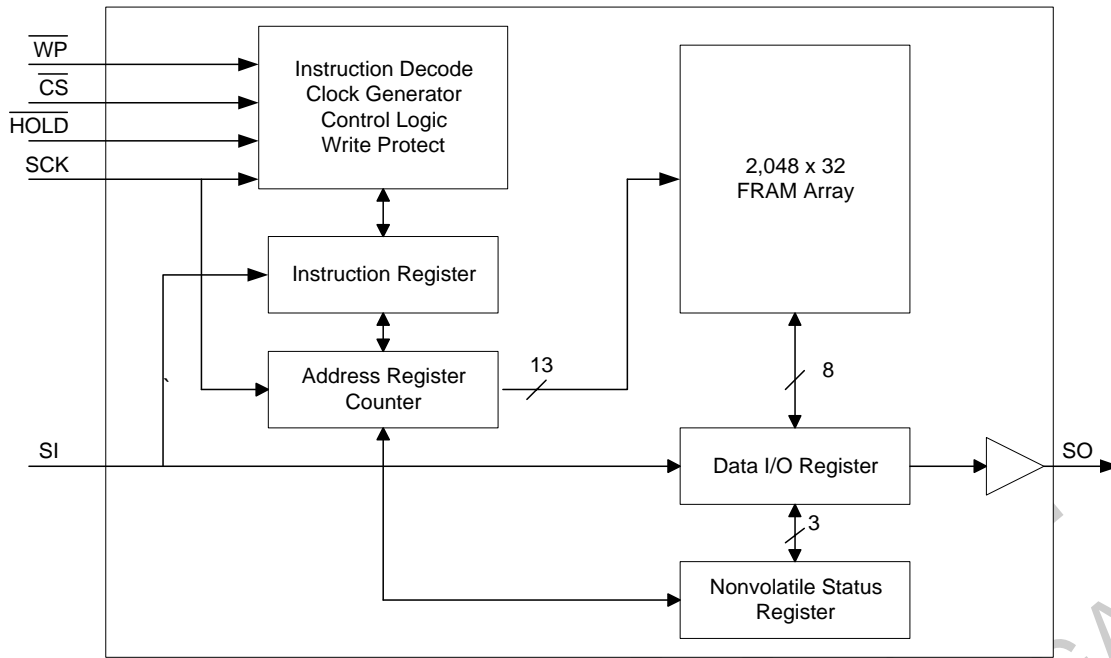 WP
CS
HOLD
SCK
Instruction Decode
Clock Generator
Control Logic
Write Protect
2,048 x 32
FRAM Array
Instruction Register
Address Register
Counter
13
8
`
SI
Data I/O Register
SO
3
Nonvolatile Status
Register